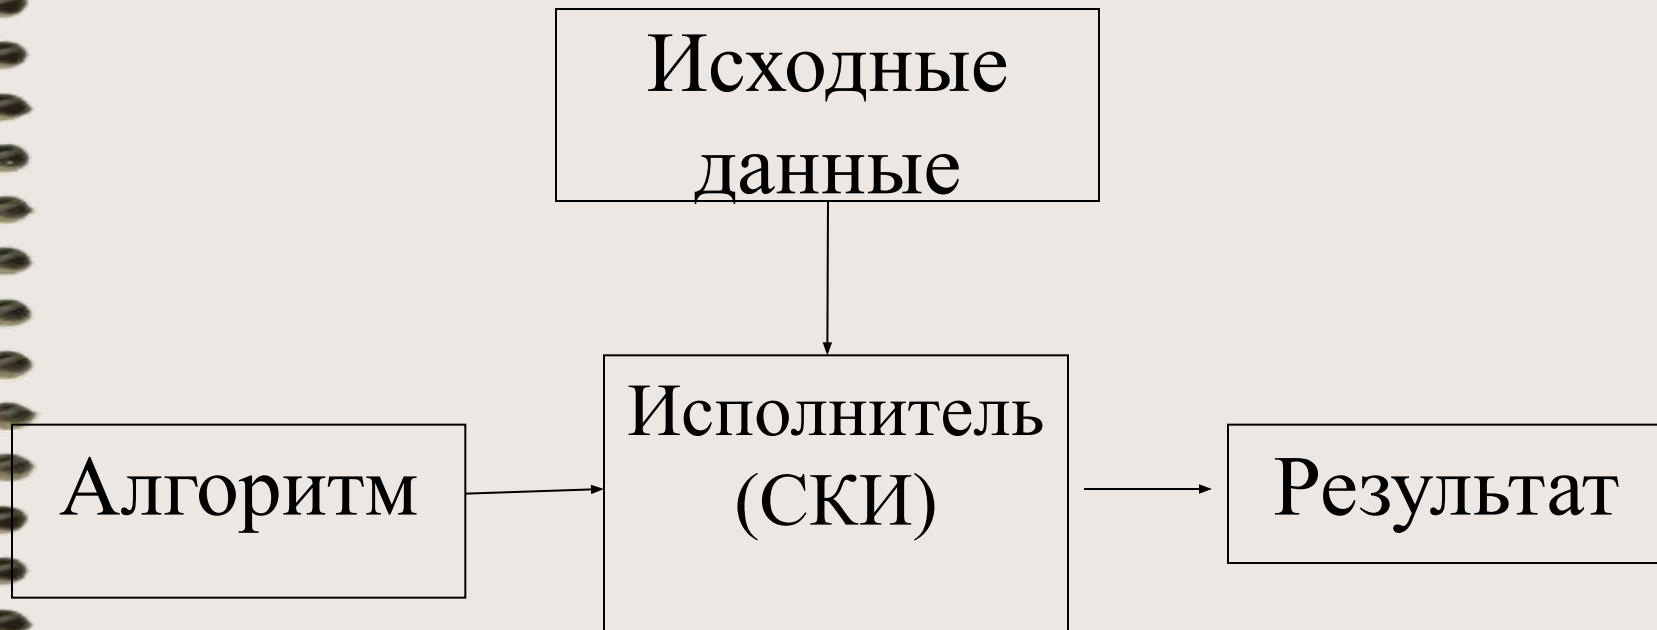 Исходные
данные
Исполнитель
(СКИ)
Алгоритм
Результат